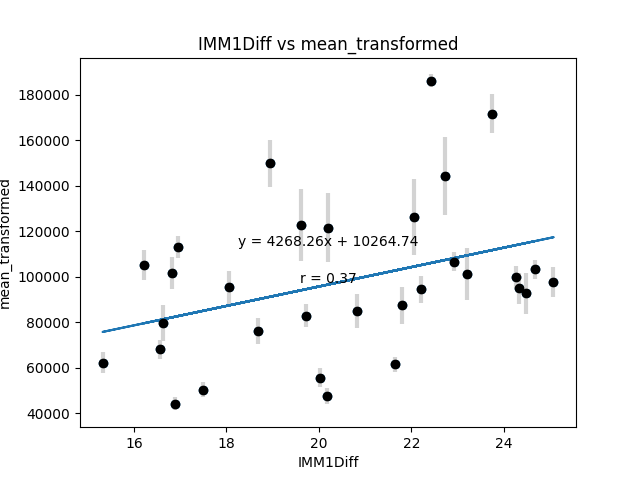 IMM1Diff vs mean_transformed
mean_transformed
180000
160000
140000
120000
100000
80000
60000
40000
y = 4268.26x + 10264.74
r = 0.37
16
18
20
22
24
IMM1Diff